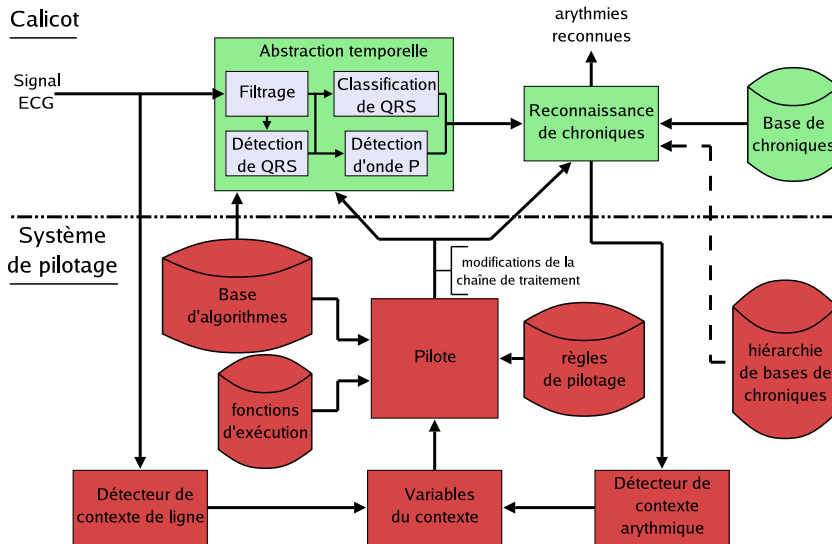 Calicot
arythmies
reconnues
Abstraction temporelle
Signal
ECG
Filtrage
Classification
de QRS
Détection
de QRS
Détection
d'onde P
Reconnaissance
de chroniques
Base de
chroniques
Système
de pilotage
modifications de la
chaîne de traitement
Base
d'algorithmes
Pilote
règles
de pilotage
hiérarchie
de bases de
chroniques
fonctions
d'exécution
Détecteur de
contexte de ligne
Variables
du contexte
Détecteur de
contexte
arythmique